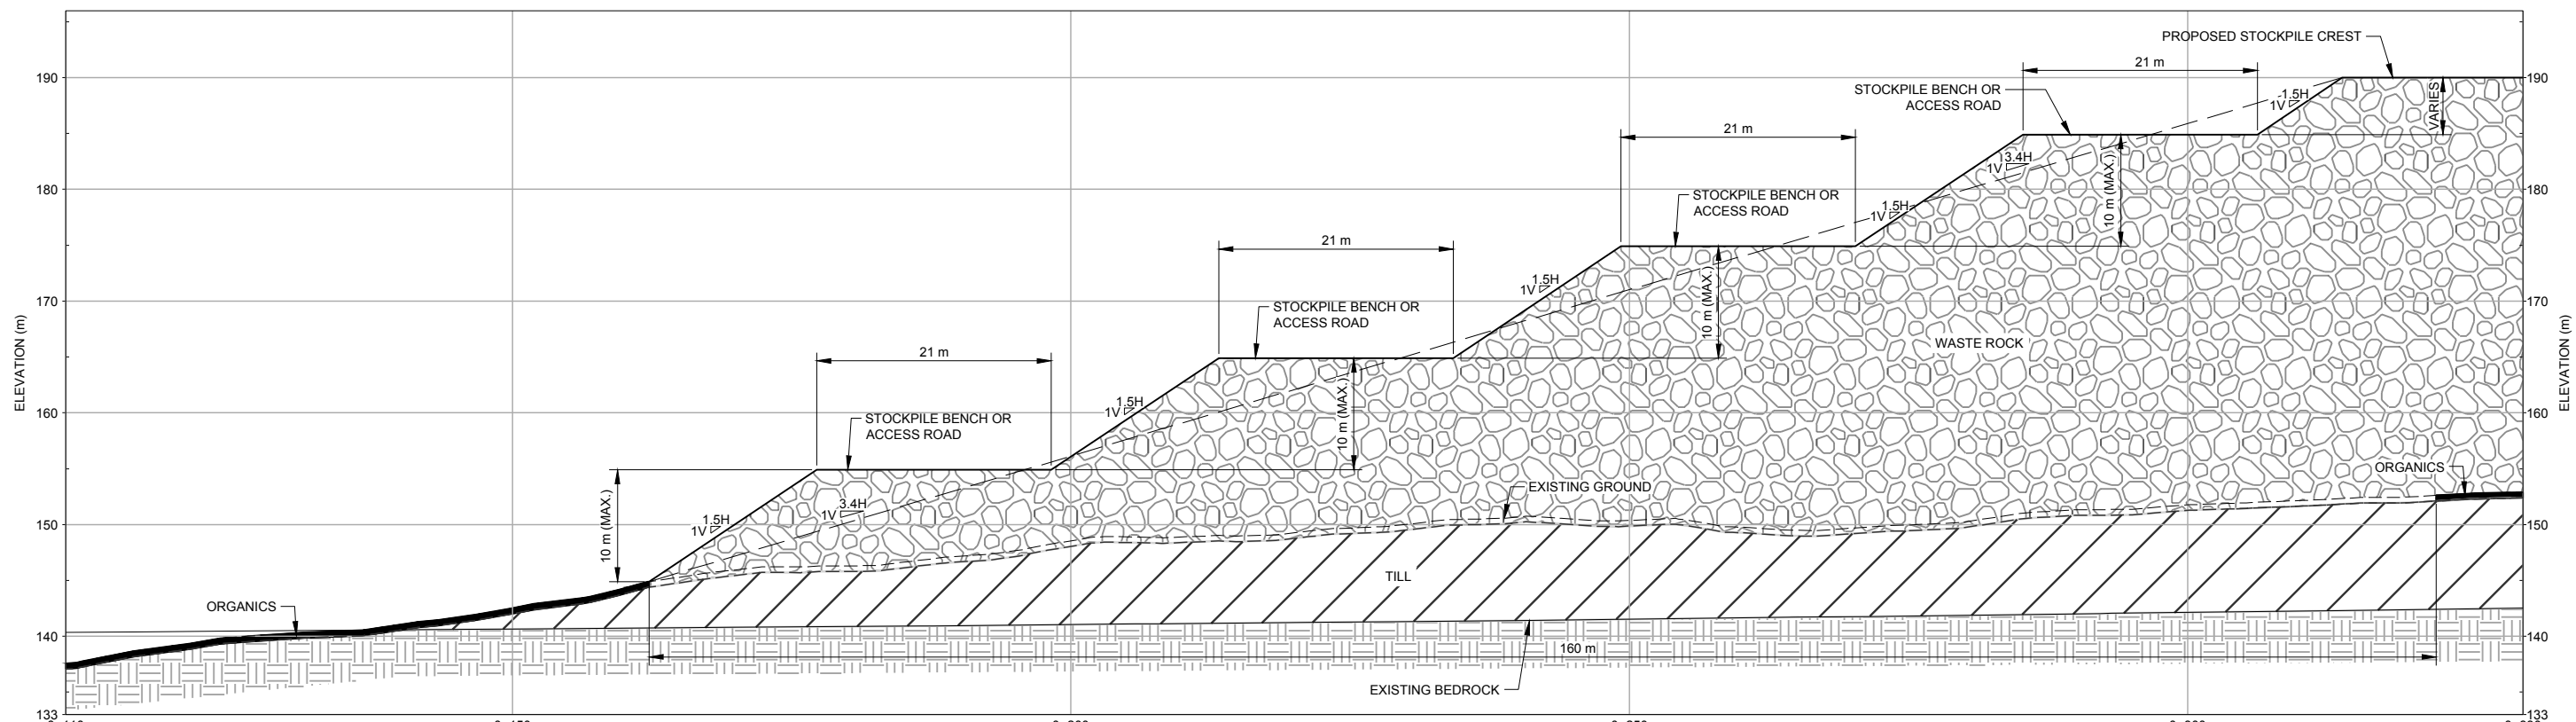 PROPOSED STOCKPILE CREST
190
21 m
190
STOCKPILE BENCH OR
ACCESS ROAD
1.5H
1V
VARIES
21 m
3.4H
1V
10 m (MAX.)
180
STOCKPILE BENCH OR
ACCESS ROAD
180
1.5H
1V
21 m
1.5H
1V
10 m (MAX.)
170
STOCKPILE BENCH OR
ACCESS ROAD
170
ELEVATION (m)
WASTE ROCK
ELEVATION (m)
21 m
10 m (MAX.)
160
1.5H
1V
160
STOCKPILE BENCH OR
ACCESS ROAD
ORGANICS
10 m (MAX.)
EXISTING GROUND
3.4H
1V
1.5H
1V
150
150
TILL
ORGANICS
140
140
160 m
EXISTING BEDROCK
133
133